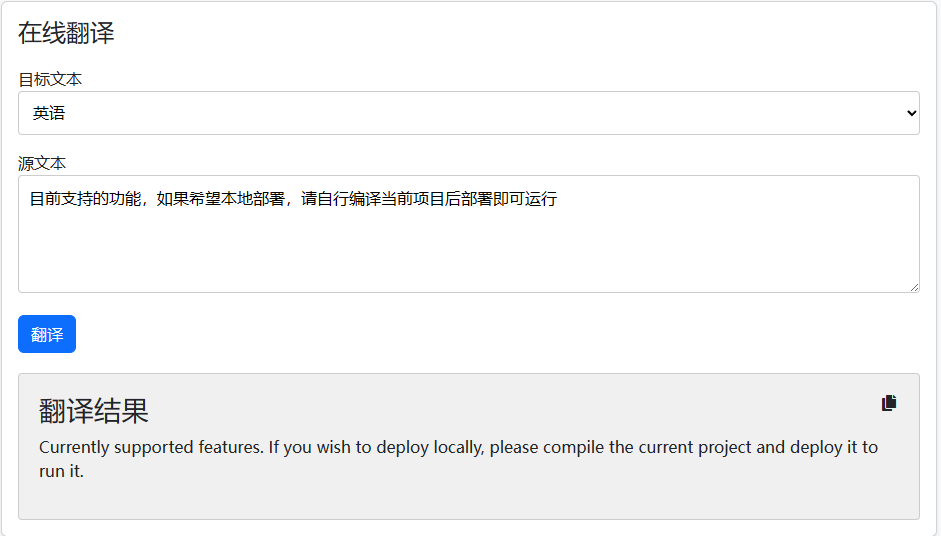 在线翻译
目标文本
英语
源文本
目前支持的功能，如果希望本地部署，请自行编译当前项目后部署即可运行
翻译
翻译结果
Currently supported features. If you wish to deploy locally, please compile the current project and deploy it to
run it.